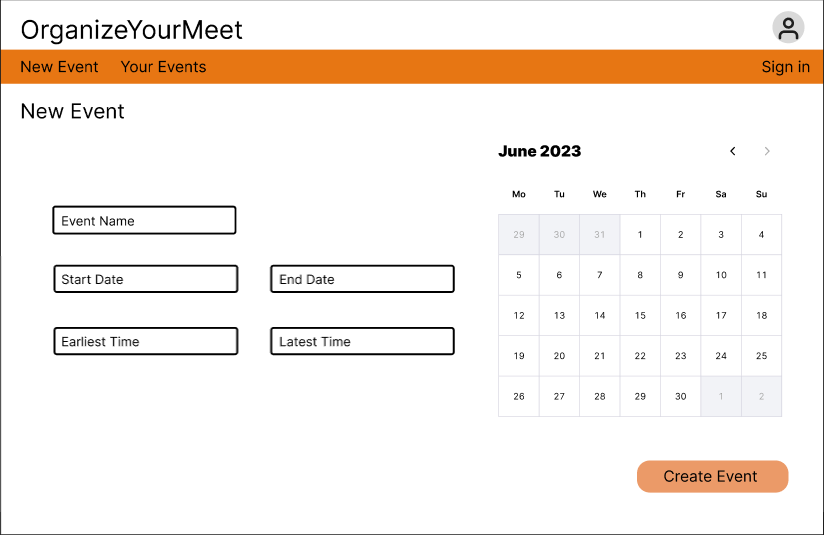 OrganizeYourMeet
New Event Your Events Sign in
New Event
Event Name
Start Date End Date
Earliest Time Latest Time
June 2023
Mo Tu We Th Fr Sa Su
29 30 31 1 2 3 4
5 6 7 8 9 10 11
12 13 14 15 16 17 18
19 20 21 22 23 24 25
26 27 28 29 30 1 2
Create Event